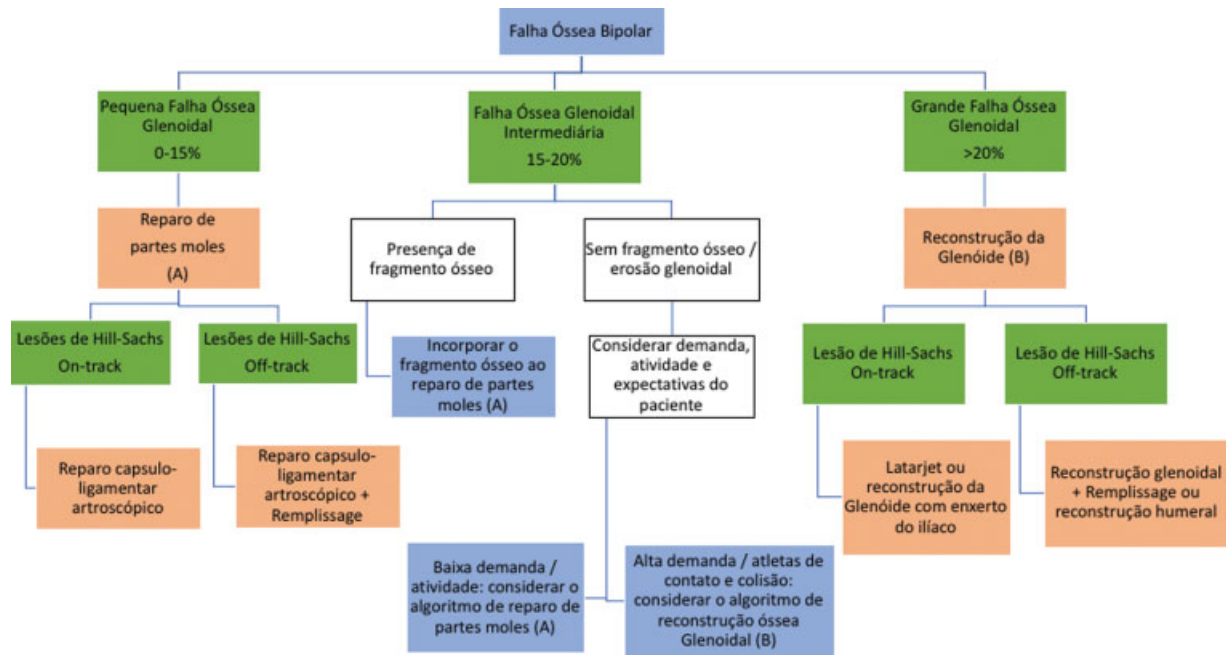 Falha Óssea Bipolar
Pequena Falha Óssea
Glenoidal
0-15%
Falha Óssea Glenoidal
Intermediária
15-20%
Grande Falha Óssea
Glenoidal
>20%
Reparo de
partes moles
(A)
Presença de
fragmento ósseo
Sem fragmento ósseo /
erosão glenoidal
Reconstrução da
Glenóide (B)
Lesões de Hill-Sachs
On-track
Lesões de Hill-Sachs
Off-track
Incorporar o
fragmento ósseo ao
reparo de partes
moles (A)
Considerar demanda,
atividade e
expectativas do
paciente
Lesão de Hill-Sachs
On-track
Lesão de Hill-Sachs
Off-track
Reparo capsulo-
ligamentar
artroscópico
Reparo capsulo-
ligamentar
artroscópico +
Remplissage
Latarjet ou
reconstrução da
Glenóide com enxerto
do ilíaco
Reconstrução glenoidal
+ Remplissage ou
reconstrução humeral
Baixa demanda /
atividade: considerar o
algoritmo de reparo de
partes moles (A)
Alta demanda / atletas de
contato e colisão:
considerar o algoritmo de
reconstrução óssea
Glenoidal (B)